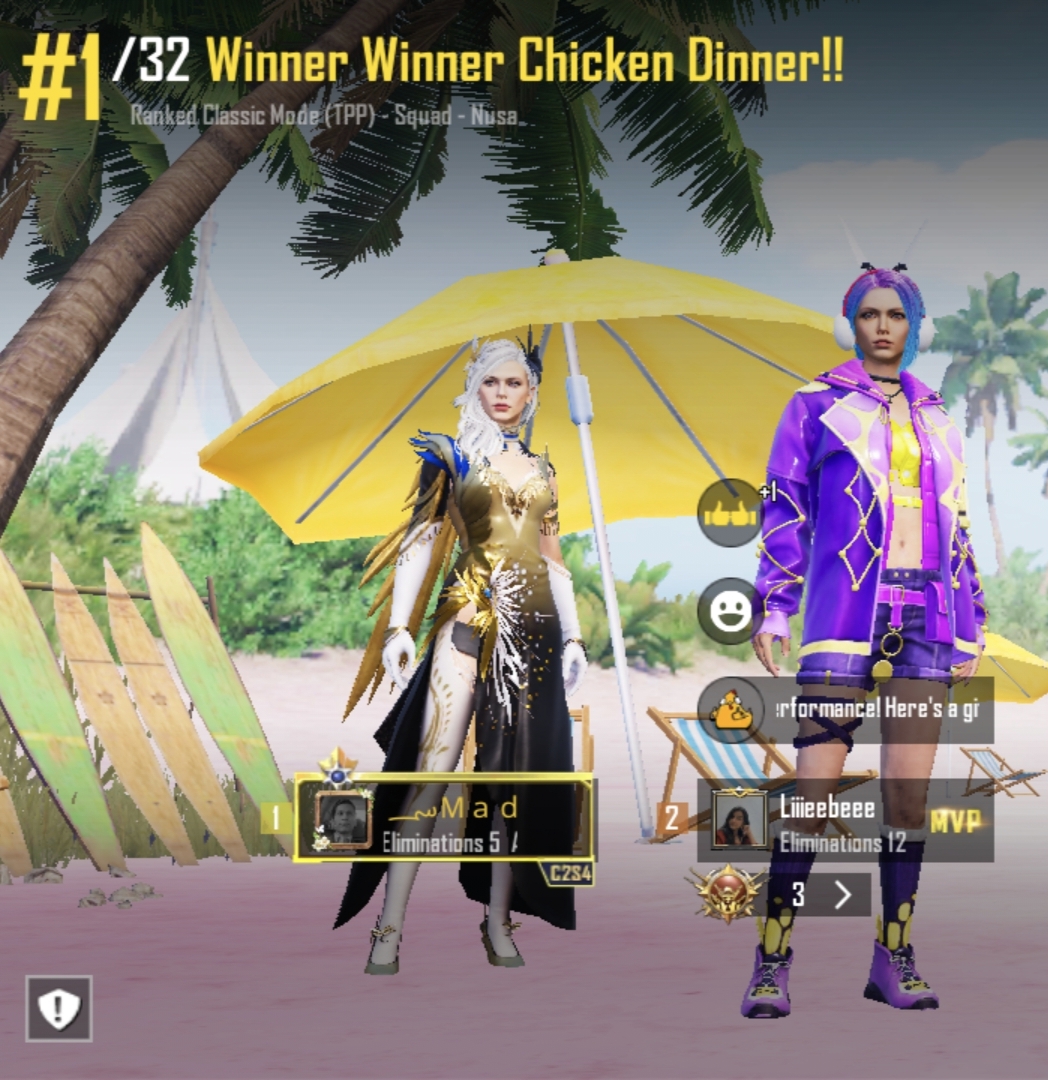 #1/32 Winner Winner Chicken Dinner!!
Ranked Classic Mode (TPP) - Squad - Nusa
+1
rformance! Here's a gi
1
M a d
Eliminations 5
C2S4
2
Liiieebeee
Eliminations 12
MVP
3